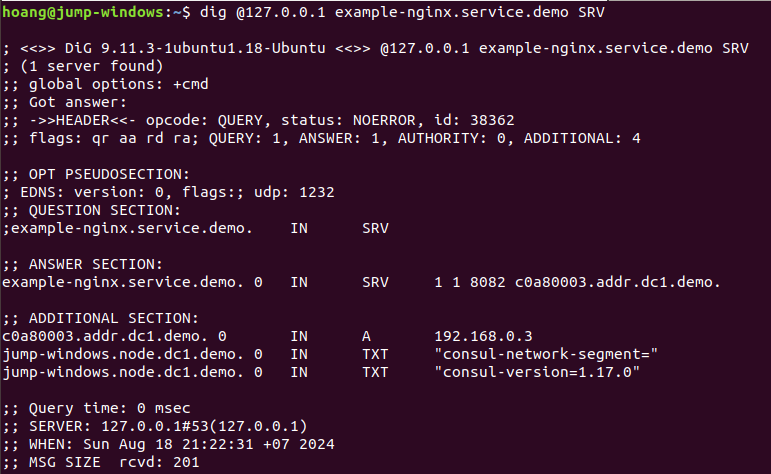 hoang@jump-windows:~$ dig @127.0.0.1 example-nginx.service.demo SRV

; <<>> DiG 9.11.3-1ubuntu1.18-Ubuntu <<>> @127.0.0.1 example-nginx.service.demo SRV
; (1 server found)
;; global options: +cmd
;; Got answer:
;; ->>HEADER<<- opcode: QUERY, status: NOERROR, id: 38362
;; flags: qr aa rd ra; QUERY: 1, ANSWER: 1, AUTHORITY: 0, ADDITIONAL: 4

;; OPT PSEUDOSECTION:
; EDNS: version: 0, flags:; udp: 1232
;; QUESTION SECTION:
;example-nginx.service.demo.    IN      SRV

;; ANSWER SECTION:
example-nginx.service.demo. 0   IN      SRV     1 1 8082 c0a80003.addr.dc1.demo.

;; ADDITIONAL SECTION:
c0a80003.addr.dc1.demo. 0       IN      A       192.168.0.3
jump-windows.node.dc1.demo. 0   IN      TXT     "consul-network-segment="
jump-windows.node.dc1.demo. 0   IN      TXT     "consul-version=1.17.0"

;; Query time: 0 msec
;; SERVER: 127.0.0.1#53(127.0.0.1)
;; WHEN: Sun Aug 18 21:22:31 +07 2024
;; MSG SIZE  rcvd: 201